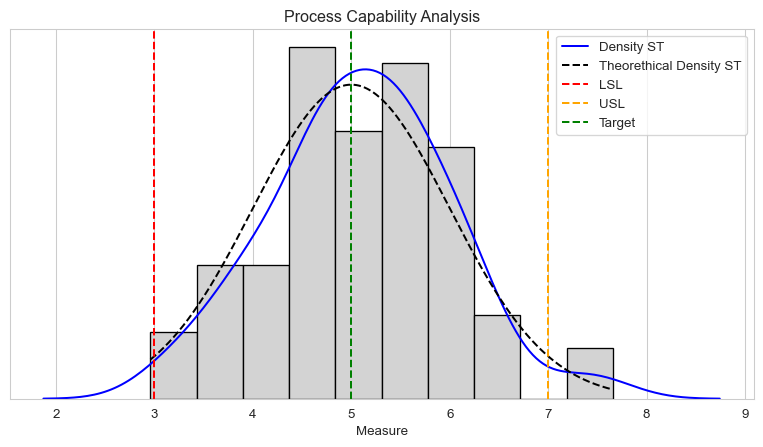 Process Capability Analysis
Density ST
Theorethical Density ST
LSL
USL
Target
2 3 4 5 6 7 8 9
Measure